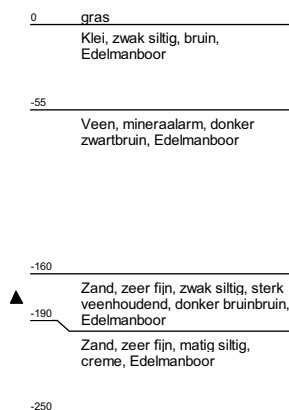 0 gras
Klei, zwak siltig, bruin,
Edelmanboor
-55
Veen, mineraalarm, donker
zwartbruin, Edelmanboor
-160
Zand, zeer fijn, zwak siltig, sterk
veenhoudend, donker bruinbruin,
Edelmanboor
-190
Zand, zeer fijn, matig siltig,
creme, Edelmanboor
-250